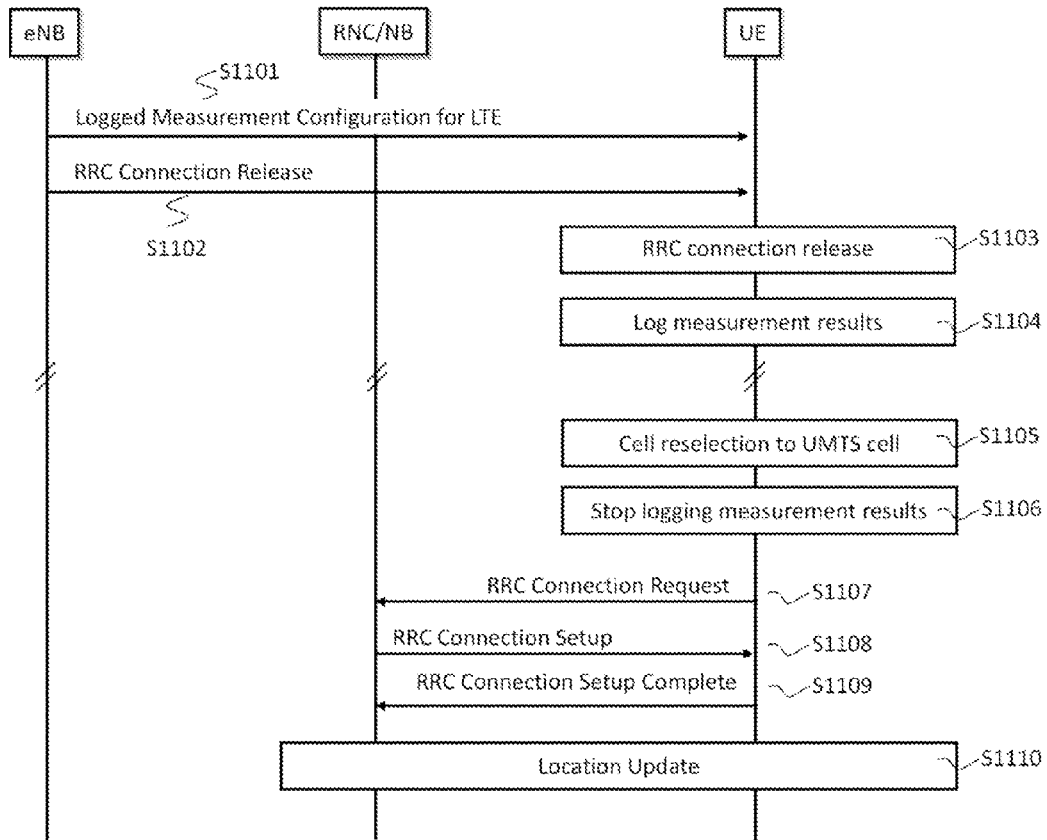 eNB
RNC/NB
UE
S1101
Logged Measurement Configuration for LTE
RRC Connection Release
S1102
RRC connection release
S1103
Log measurement results
S1104
Cell reselection to UMTS cell
S1105
Stop logging measurement results
S1106
RRC Connection Request
S1107
RRC Connection Setup
S1108
RRC Connection Setup Complete
S1109
Location Update
S1110